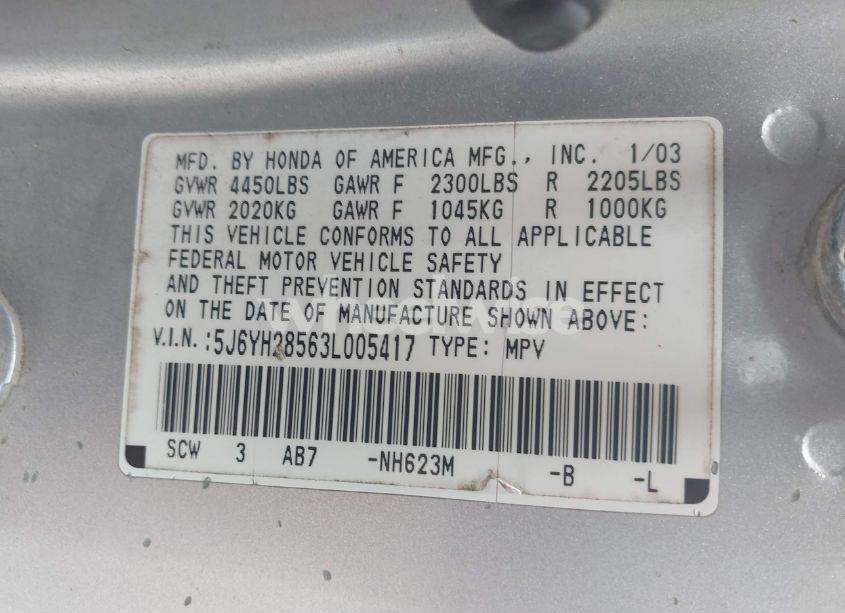 MFD. BY HONDA OF AMERICA MFG., INC. 1/03
GVWR 4450LBS GAWR F 2300LBS R 2205LBS
GVWR 2020KG GAWR F 1045KG R 1000KG
THIS VEHICLE CONFORMS TO ALL APPLICABLE
FEDERAL MOTOR VEHICLE SAFETY
AND THEFT PREVENTION STANDARDS IN EFFECT
ON THE DATE OF MANUFACTURE SHOWN ABOVE:
V.I.N.:5J6YH28563L005417 TYPE: MPV
SCW 3 AB7 -NH623M -B -L